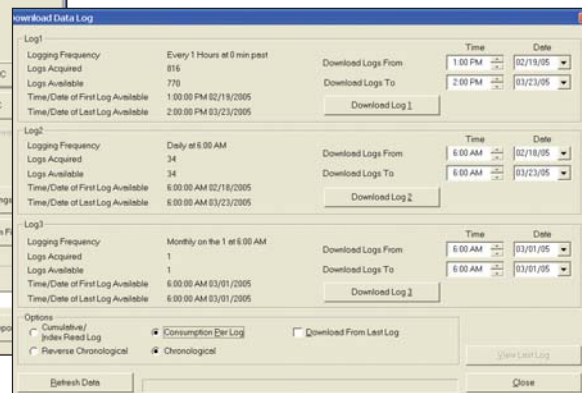 ownload Data Log
Log1
Time Date
Logging Frequency Every 1 Hours at 0 min past
Download Logs From 1:00 PM 02/19/05
Logs Acquired 816
Logs Available 770
Download Logs To 2:00 PM 03/23/05
Time/Date of First Log Available 1:00:00 PM 02/19/2005
Time/Date of Last Log Available 2:00:00 PM 03/23/2005
Download Log 1
Log2
Time Date
Logging Frequency Daily at 6:00 AM
Download Logs From 6:00 AM 02/18/05
Logs Acquired 34
Logs Available 34
Download Logs To 6:00 AM 03/23/05
Time/Date of First Log Available 6:00:00 AM 02/18/2005
Time/Date of Last Log Available 6:00:00 AM 03/23/2005
Download Log 2
Log3
Time Date
Logging Frequency Monthly on the 1 at 6:00 AM
Download Logs From 6:00 AM 03/01/05
Logs Acquired 1
Logs Available 1
Download Logs To 6:00 AM 03/01/05
Time/Date of First Log Available 6:00:00 AM 03/01/2005
Time/Date of Last Log Available 6:00:00 AM 03/01/2005
Download Log 3
Options
Cumulative/
Index Read Log
Consumption Per Log
Download From Last Log
Reverse Chronological
Chronological
View Last Log
Refresh Data
Close